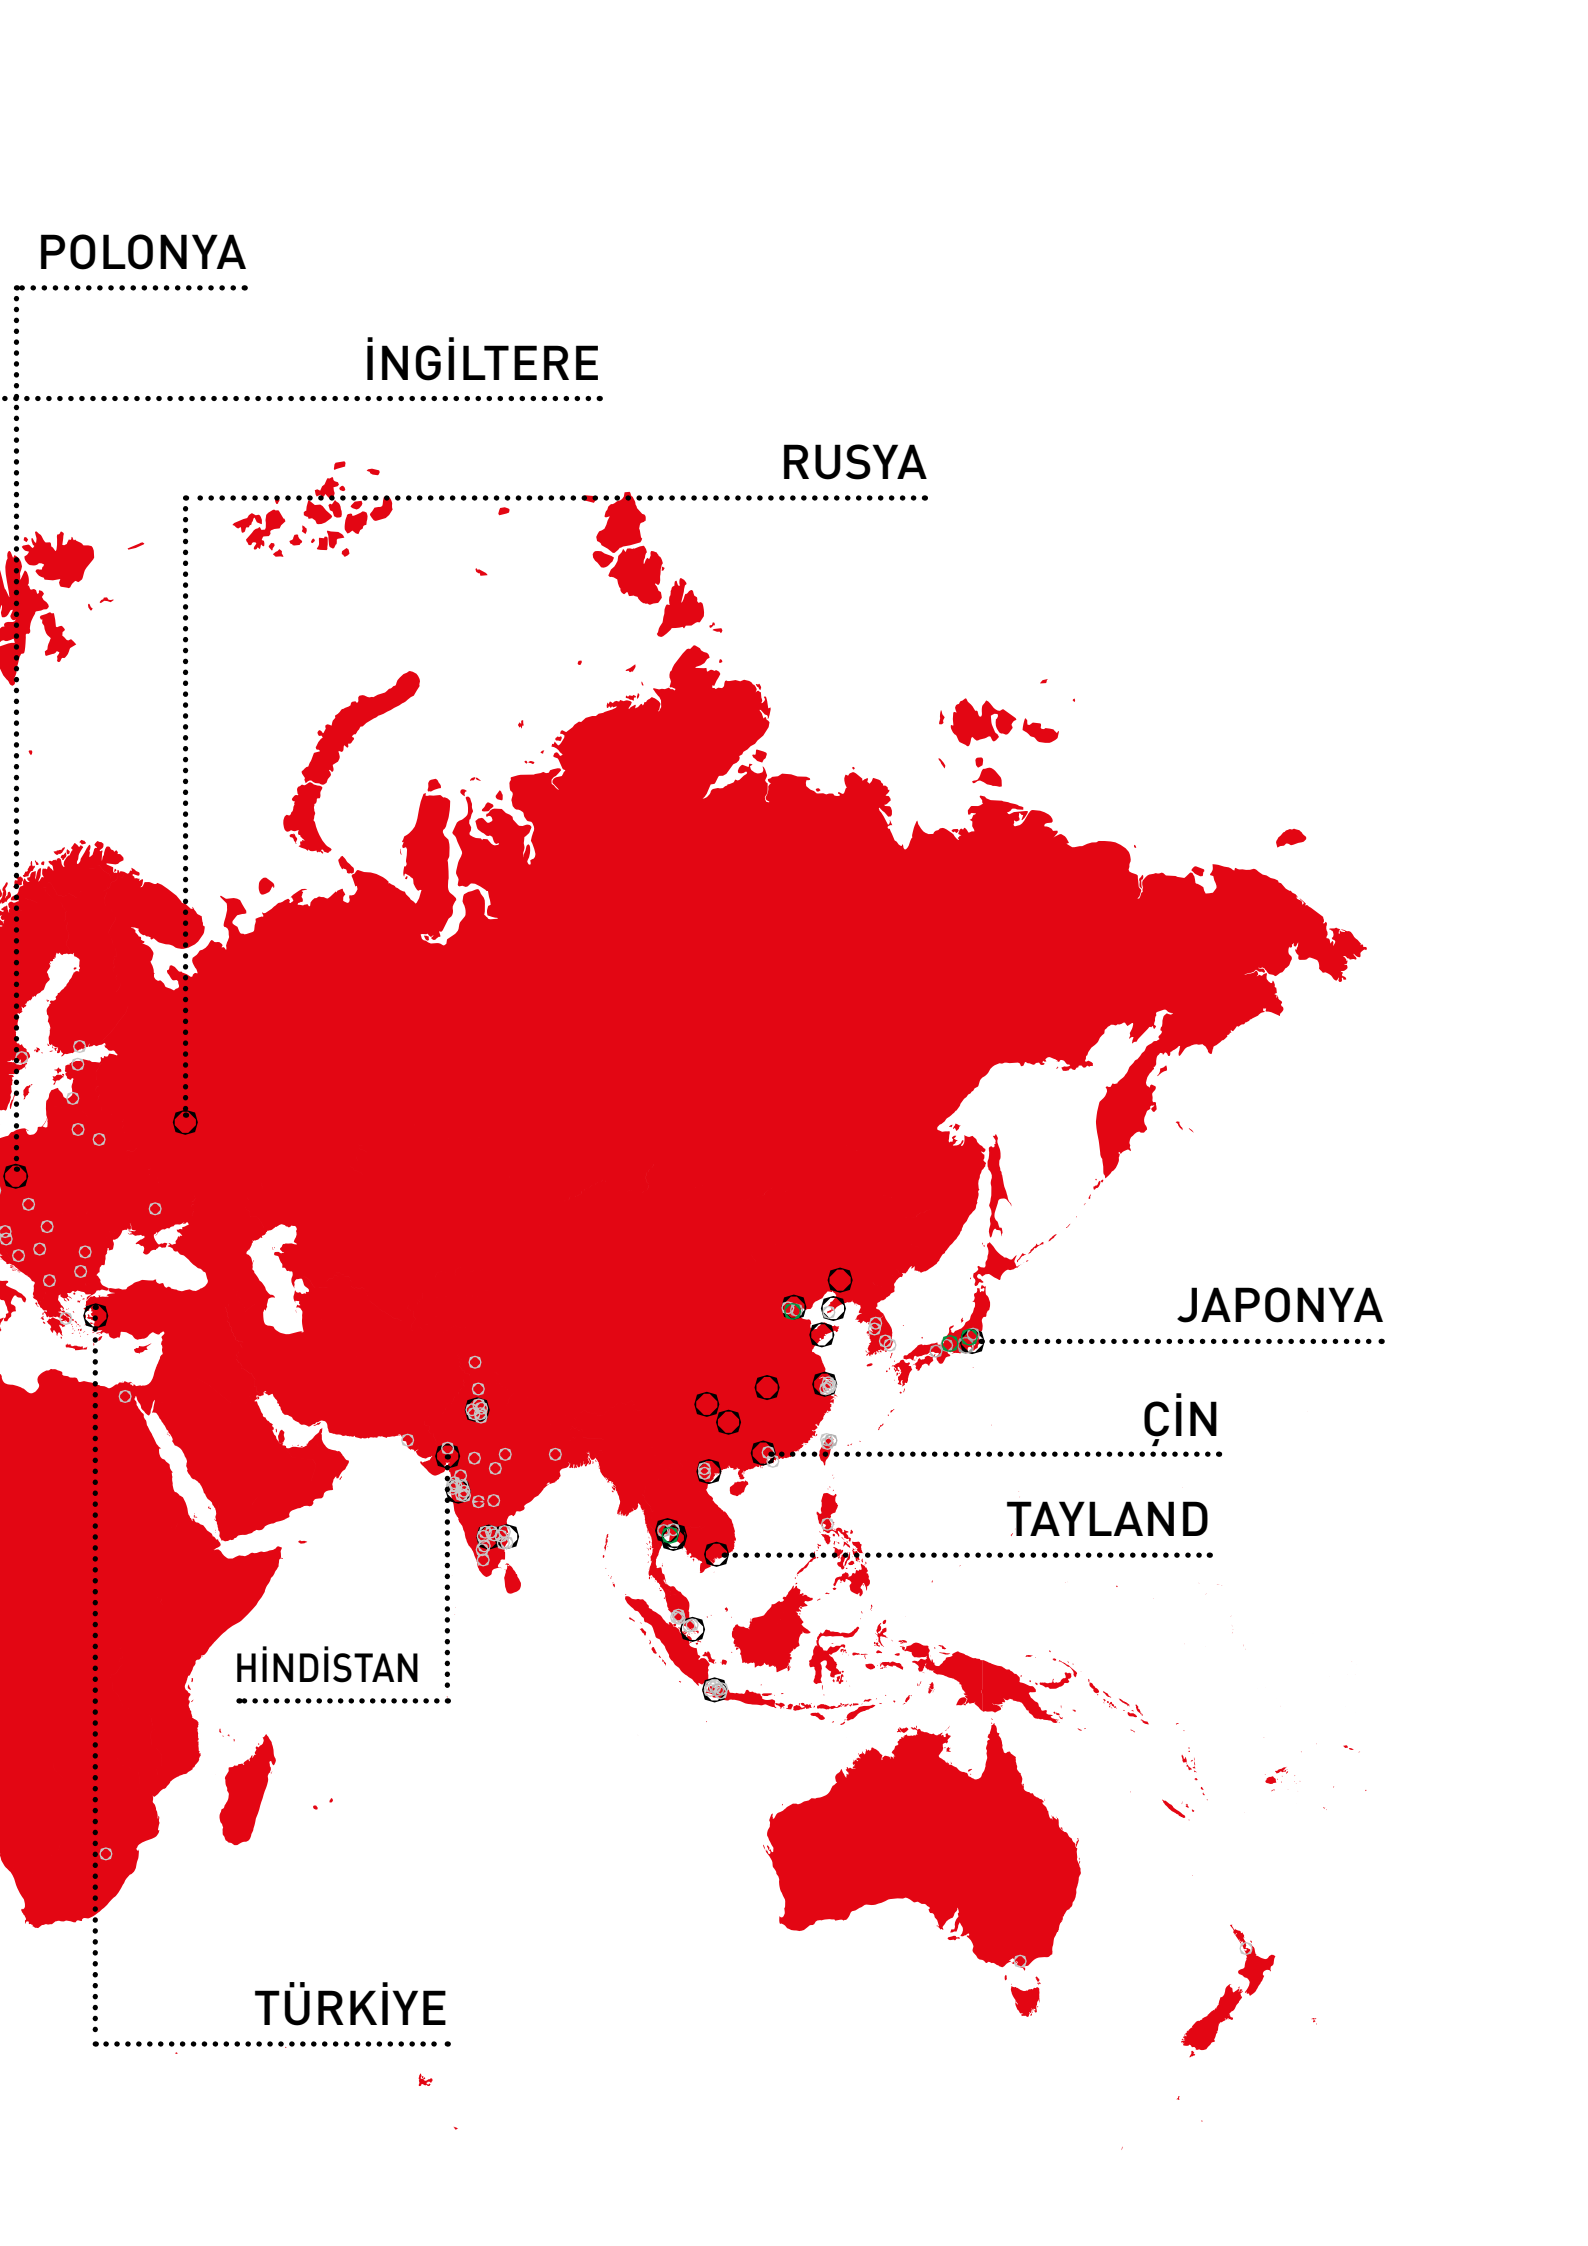 POLONYA
İNGİLTERE
RUSYA
JAPONYA
ÇİN
TAYLAND
HİNDİSTAN
TÜRKİYE